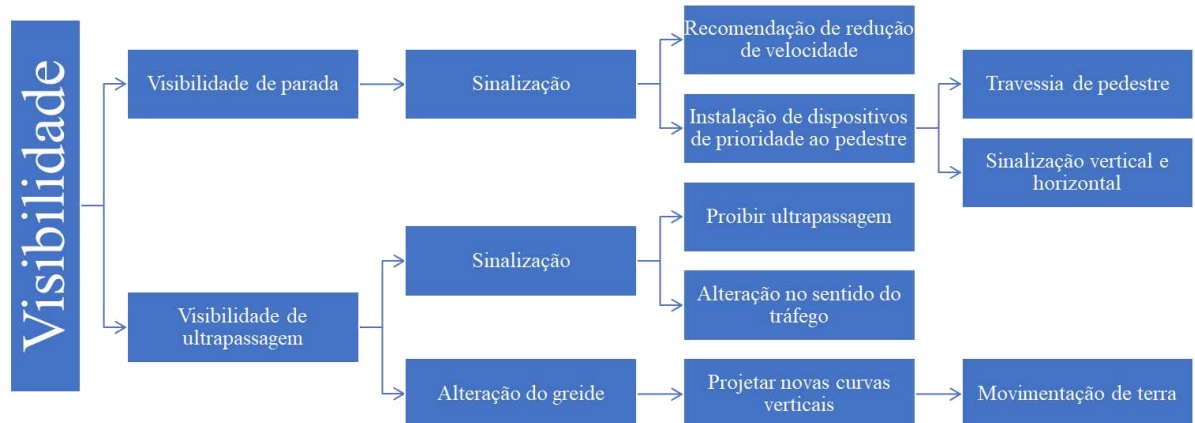 Visibilidade
Visibilidade de parada
Sinalização
Recomendação de redução
de velocidade
Instalação de dispositivos
de prioridade ao pedestre
Travessia de pedestre
Sinalização vertical e
horizontal
Visibilidade de
ultrapassagem
Sinalização
Proibir ultrapassagem
Alteração no sentido do
tráfego
Alteração do greide
Projetar novas curvas
verticais
Movimentação de terra